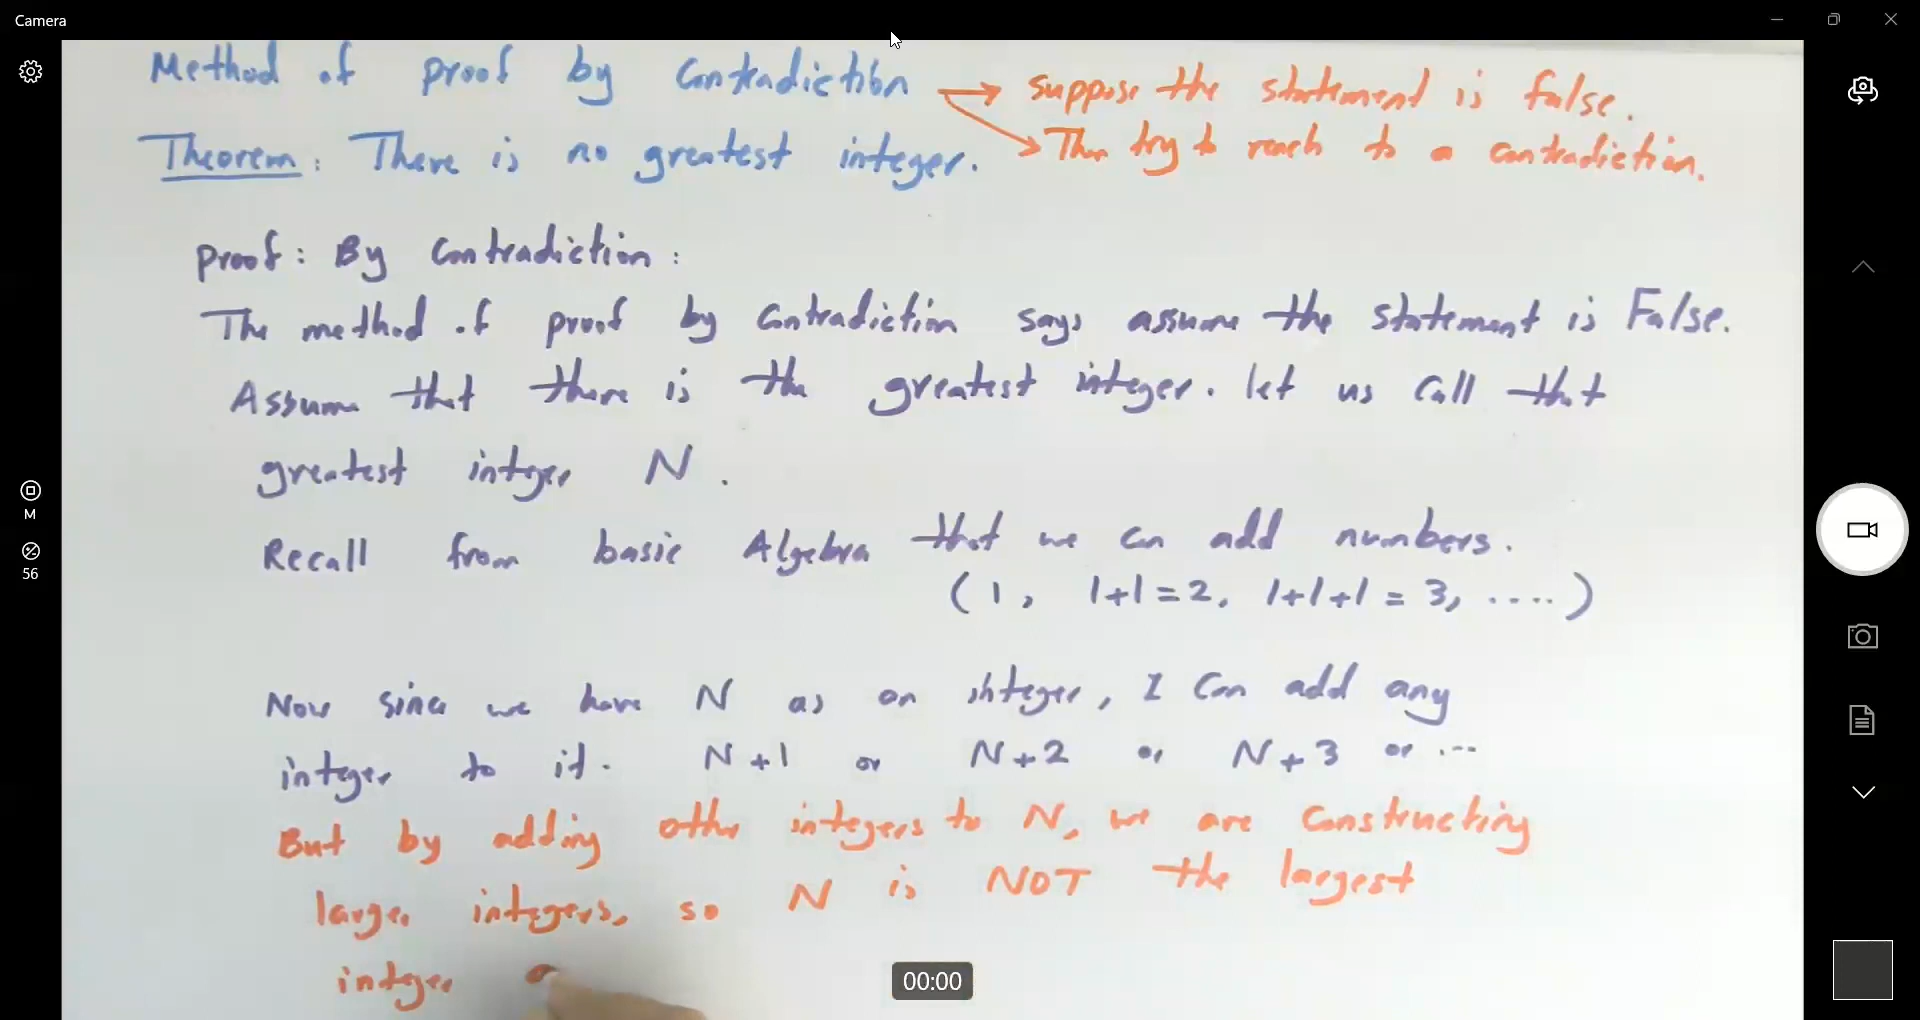 Camera
Method of proof by Contradiction → suppose the statement is false.
Theorem: There is no greatest integer. → Then try to reach to a contradiction.
Proof: By Contradiction:
The method of proof by Contradiction says assume the statement is False.
Assume that there is the greatest integer. let us call that
greatest integer N.
Recall from basic Algebra that we can add numbers.
(1, 1+1=2, 1+1+1=3, ....)
Now since we have N as an integer, I can add any
integer to it. N+1 or N+2 or N+3 or ...
But by adding other integers to N, we are Constructing
larger integers, so N is NOT the largest
integer
M
56
00:00